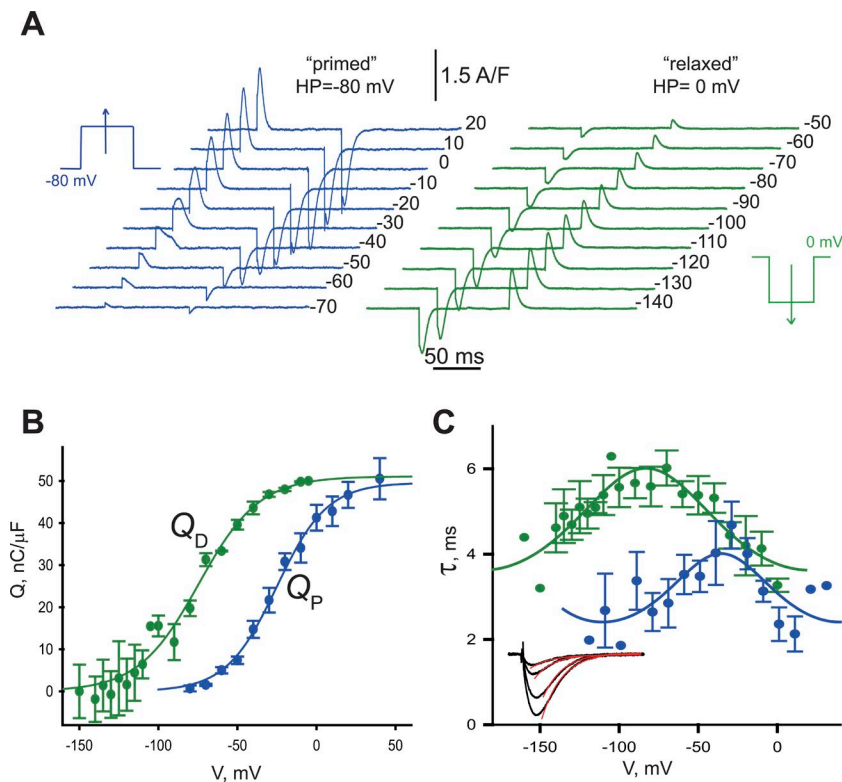 A
"primed"
HP=-80 mV
1.5 A/F
"relaxed"
HP= 0 mV
-80 mV
20
10
0
-10
-20
-30
-40
-50
-60
-70
-50
-60
-70
-80
-90
-100
-110
-120
-130
-140
0 mV
50 ms
B
Q, nC/μF
50
40
30
20
10
0
QD
QP
-150
-100
-50
0
50
V, mV
C
τ, ms
6
4
2
0
-150
-100
-50
0
V, mV